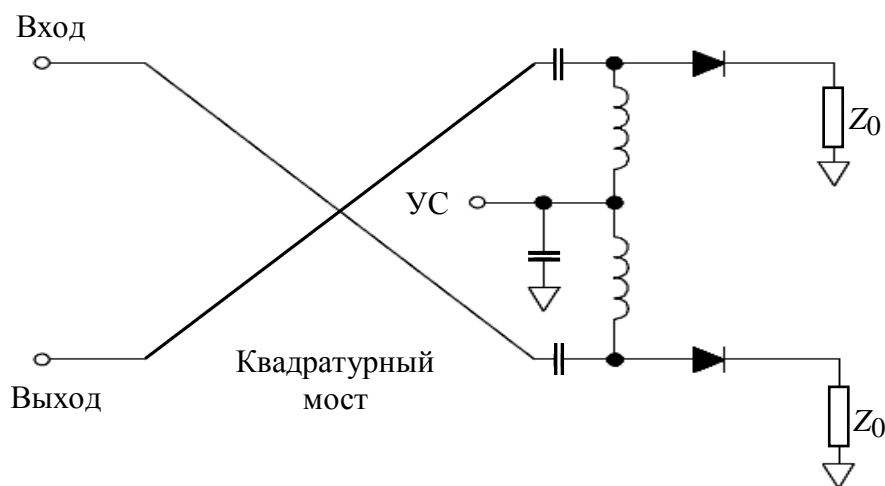 Вход
Z0
УС
Квадратурный
мост
Выход
Z0